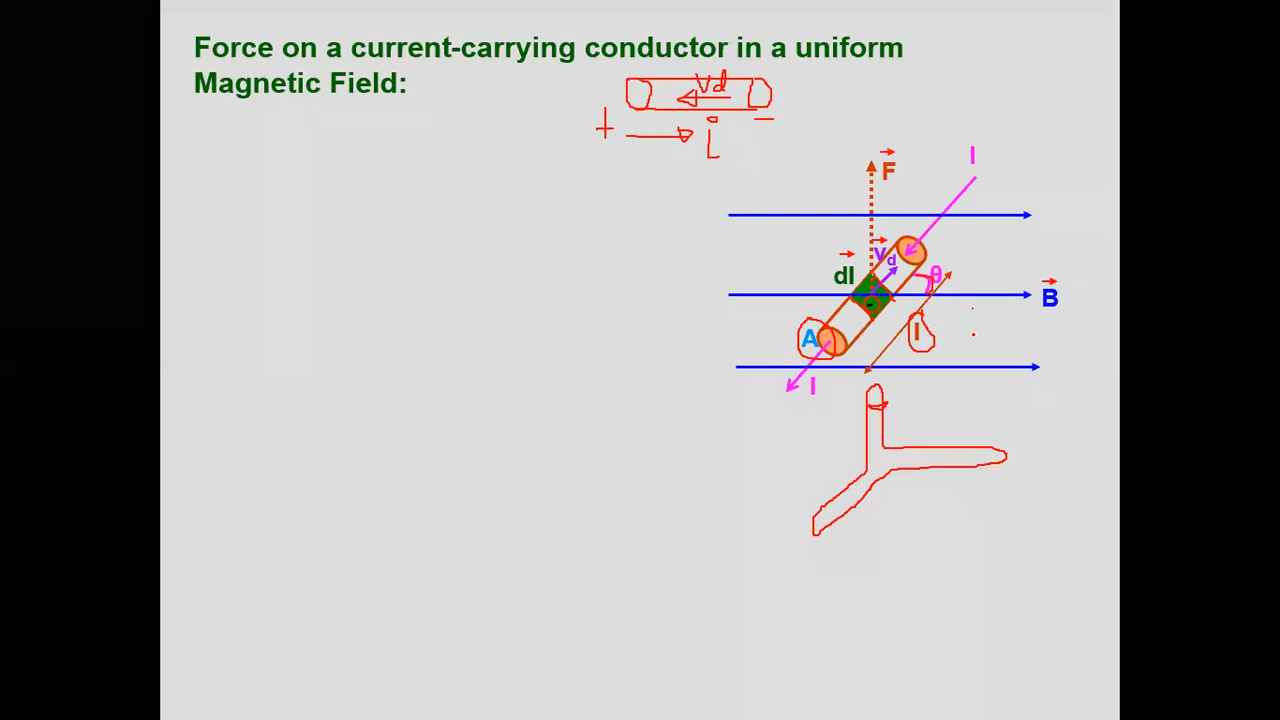 Force on a current-carrying conductor in a uniform
Magnetic Field:
vd
+ −
i
I
F
vd
dl
θ
-
B
A
l
I